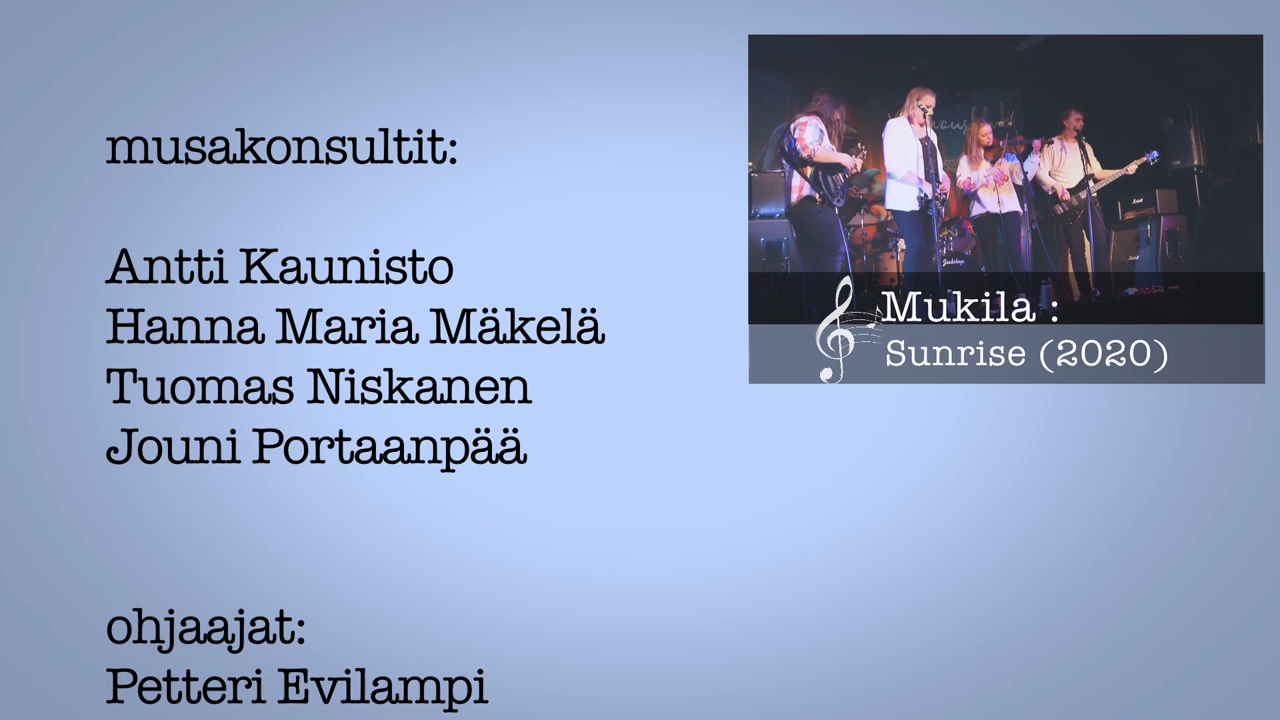 musakonsultit:
Antti Kaunisto
Hanna Maria Mäkelä
Tuomas Niskanen
Jouni Portaanpää
ohjaajat:
Petteri Evilampi
Mukila :
Sunrise (2020)